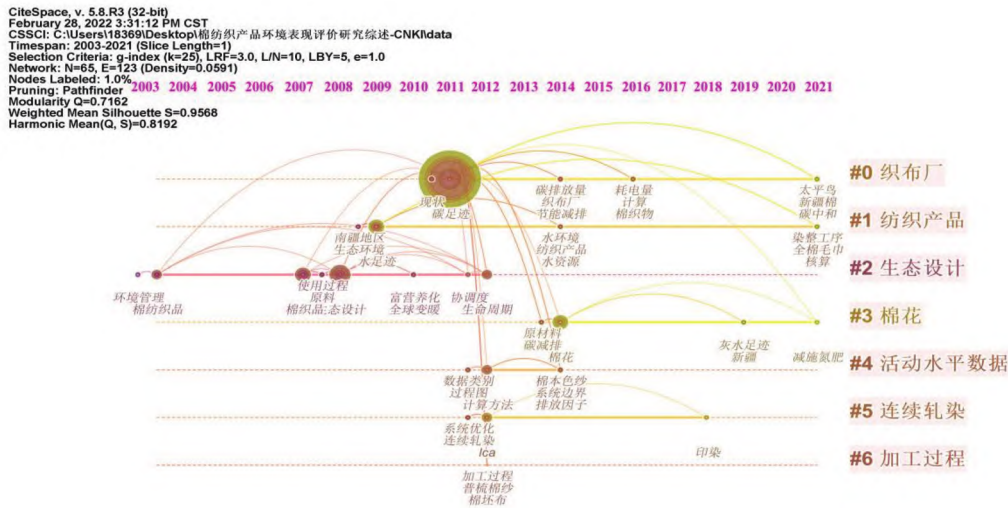 CiteSpace, v. 5.8.R3 (32-bit)
February 28, 2022 3:31:12 PM CST
CSSCI: C:\Users\18369\Desktop\棉纺织产品环境表现评价研究综述-CNKI\data
Timespan: 2003-2021 (Slice Length=1)
Selection Criteria: g-index (k=25), LRF=3.0, L/N=10, LBY=5, e=1.0
Network: N=65, E=123 (Density=0.0591)
Nodes Labeled: 1.0%
Pruning: Pathfinder
Modularity Q=0.7162
Weighted Mean Silhouette S=0.9568
Harmonic Mean(Q, S)=0.8192
2003 2004 2005 2006 2007 2008 2009 2010 2011 2012 2013 2014 2015 2016 2017 2018 2019 2020 2021
#0 织布厂
现状
碳足迹
碳排放量
织布厂
节能减排
耗电量
计算
棉织物
太平鸟
新疆棉
碳中和
#1 纺织产品
南疆地区
生态环境
水足迹
水环境
纺织产品
水资源
染整工序
全棉毛巾
核算
#2 生态设计
环境管理
棉纺织品
使用过程
原料
棉织品
生态设计
富营养化
全球变暖
协调度
生命周期
#3 棉花
原材料
碳减排
棉花
灰水足迹
新疆
减施氮肥
#4 活动水平数据
数据类别
过程图
计算方法
棉本色纱
系统边界
排放因子
#5 连续轧染
系统优化
连续轧染
lca
印染
#6 加工过程
加工过程
普梳棉纱
棉坯布